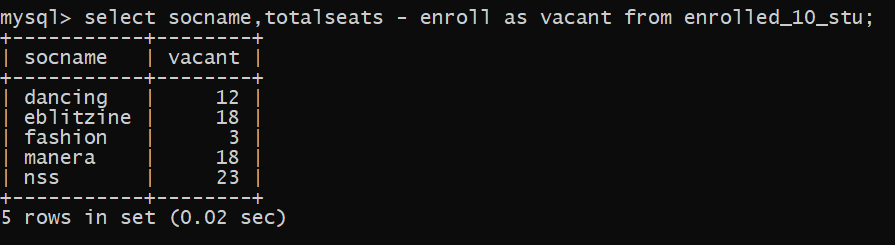 mysql> select socname,totalseats - enroll as vacant from enrolled_10_stu;
+-----------+--------+
| socname   | vacant |
+-----------+--------+
| dancing   |     12 |
| eblitzine |     18 |
| fashion   |      3 |
| manera    |     18 |
| nss       |     23 |
+-----------+--------+
5 rows in set (0.02 sec)